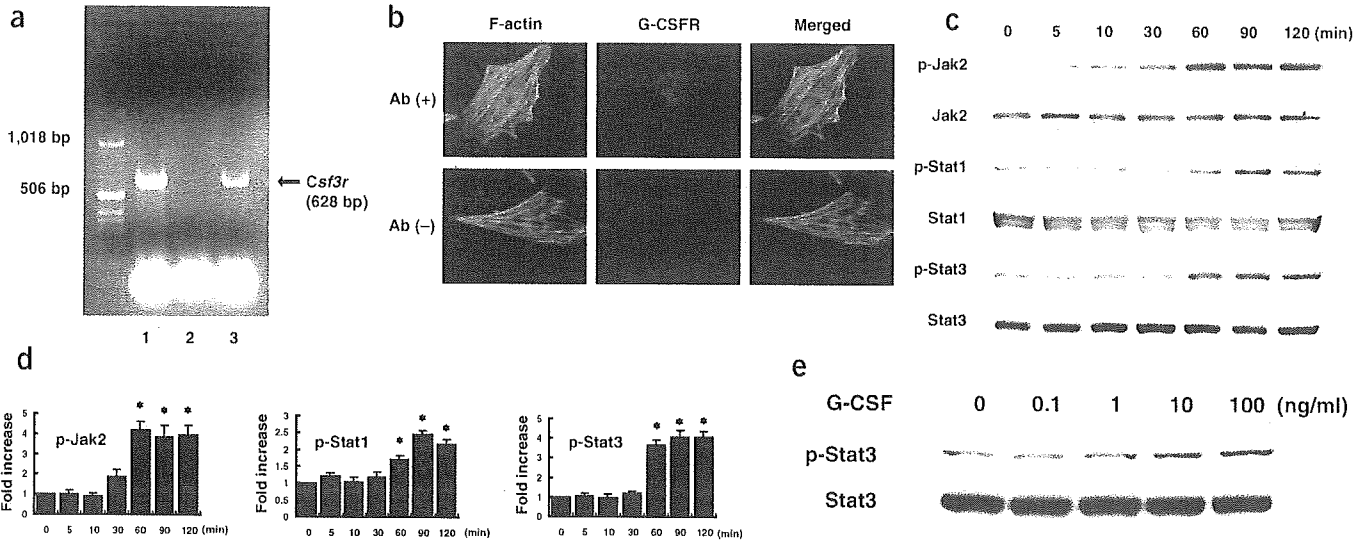 a
1,018 bp
506 bp
Csf3r
(628 bp)
1 2 3
b
F-actin G-CSFR Merged
Ab (+)
Ab (–)
c
0 5 10 30 60 90 120 (min)
p-Jak2
Jak2
p-Stat1
Stat1
p-Stat3
Stat3
d
Fold increase
5
4
3
2
1
0
p-Jak2
* * *
0 5 10 30 60 90 120 (min)
Fold increase
3
2.5
2
1.5
1
0.5
0
p-Stat1
* * *
0 5 10 30 60 90 120 (min)
Fold increase
5
4
3
2
1
0
p-Stat3
* * *
0 5 10 30 60 90 120 (min)
e
G-CSF 0 0.1 1 10 100 (ng/ml)
p-Stat3
Stat3